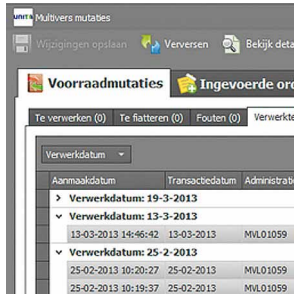 UNIT4 Multivers mutaties
Wijzigingen opslaan Verversen Bekijk deta
Voorraadmutaties Ingevoerde ord
Te verwerken (0) Te fiatteren (0) Fouten (0) Verwerkte
Verwerkdatum
Aanmaakdatum Transactiedatum Administratie
Verwerkdatum: 19-3-2013
Verwerkdatum: 13-3-2013
13-03-2013 14:46:42 13-03-2013 MVL01059
Verwerkdatum: 25-2-2013
25-02-2013 10:20:27 25-02-2013 MVL01059
25-02-2013 10:19:37 25-02-2013 MVL01059